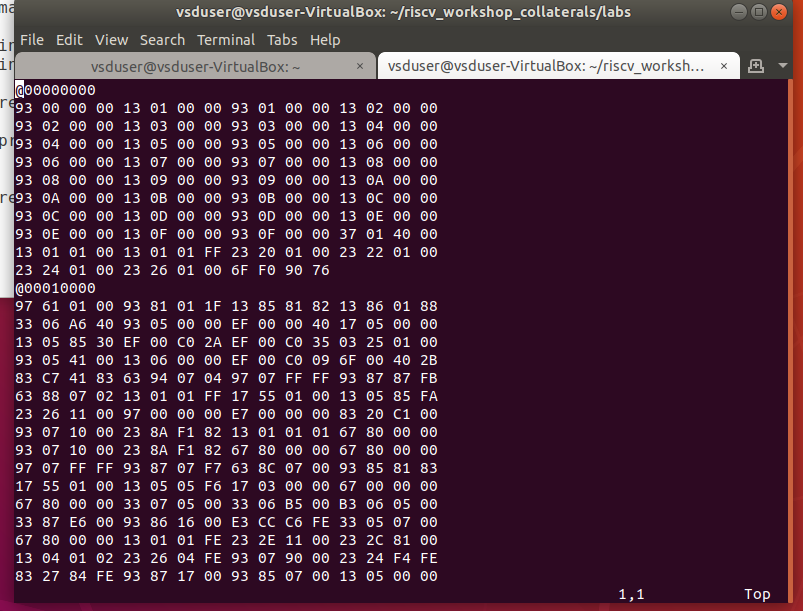 vsduser@vsduser-VirtualBox: ~/riscv_workshop_collaterals/labs
File Edit View Search Terminal Tabs Help
vsduser@vsduser-VirtualBox: ~ ×
vsduser@vsduser-VirtualBox: ~/riscv_worksh... ×
@00000000
93 00 00 00 13 01 00 00 93 01 00 00 13 02 00 00
93 02 00 00 13 03 00 00 93 03 00 00 13 04 00 00
93 04 00 00 13 05 00 00 93 05 00 00 13 06 00 00
93 06 00 00 13 07 00 00 93 07 00 00 13 08 00 00
93 08 00 00 13 09 00 00 93 09 00 00 13 0A 00 00
93 0A 00 00 13 0B 00 00 93 0B 00 00 13 0C 00 00
93 0C 00 00 13 0D 00 00 93 0D 00 00 13 0E 00 00
93 0E 00 00 13 0F 00 00 93 0F 00 00 37 01 40 00
13 01 01 00 13 01 01 FF 23 20 01 00 23 22 01 00
23 24 01 00 23 26 01 00 6F F0 90 76
@00010000
97 61 01 00 93 81 01 1F 13 85 81 82 13 86 01 88
33 06 A6 40 93 05 00 00 EF 00 00 40 17 05 00 00
13 05 85 30 EF 00 C0 2A EF 00 C0 35 03 25 01 00
93 05 41 00 13 06 00 00 EF 00 C0 09 6F 00 40 2B
83 C7 41 83 63 94 07 04 97 07 FF FF 93 87 87 FB
63 88 07 02 13 01 01 FF 17 55 01 00 13 05 85 FA
23 26 11 00 97 00 00 00 E7 00 00 00 83 20 C1 00
93 07 10 00 23 8A F1 82 13 01 01 01 67 80 00 00
93 07 10 00 23 8A F1 82 67 80 00 00 67 80 00 00
97 07 FF FF 93 87 07 F7 63 8C 07 00 93 85 81 83
17 55 01 00 13 05 05 F6 17 03 00 00 67 00 00 00
67 80 00 00 33 07 05 00 33 06 B5 00 B3 06 05 00
33 87 E6 00 93 86 16 00 E3 CC C6 FE 33 05 07 00
67 80 00 00 13 01 01 FE 23 2E 11 00 23 2C 81 00
13 04 01 02 23 26 04 FE 93 07 90 00 23 24 F4 FE
83 27 84 FE 93 87 17 00 93 85 07 00 13 05 00 00
1,1 Top